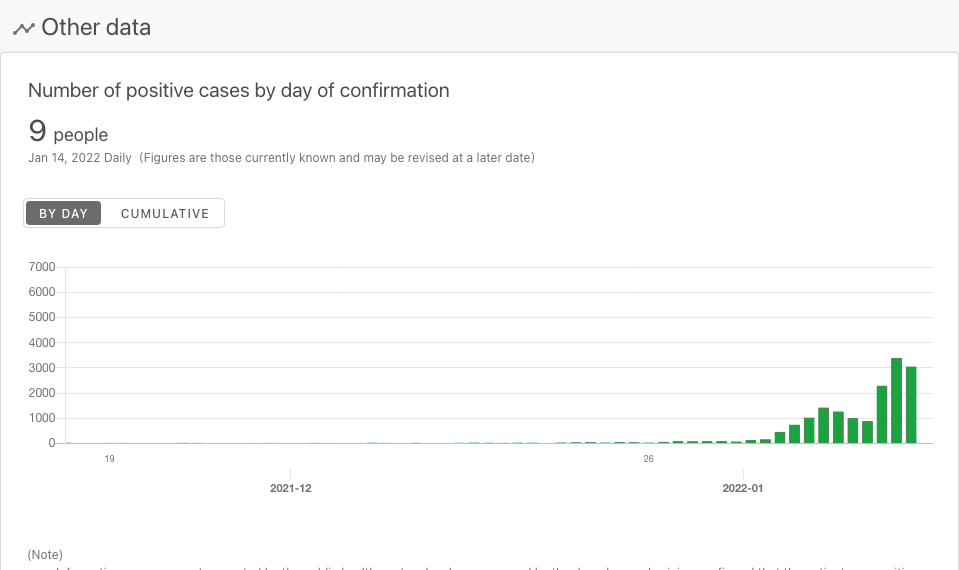 Other data
Number of positive cases by day of confirmation
9 people
Jan 14, 2022 Daily (Figures are those currently known and may be revised at a later date)
BY DAY CUMULATIVE
7000
6000
5000
4000
3000
2000
1000
0
19 26
2021-12 2022-01
(Note)